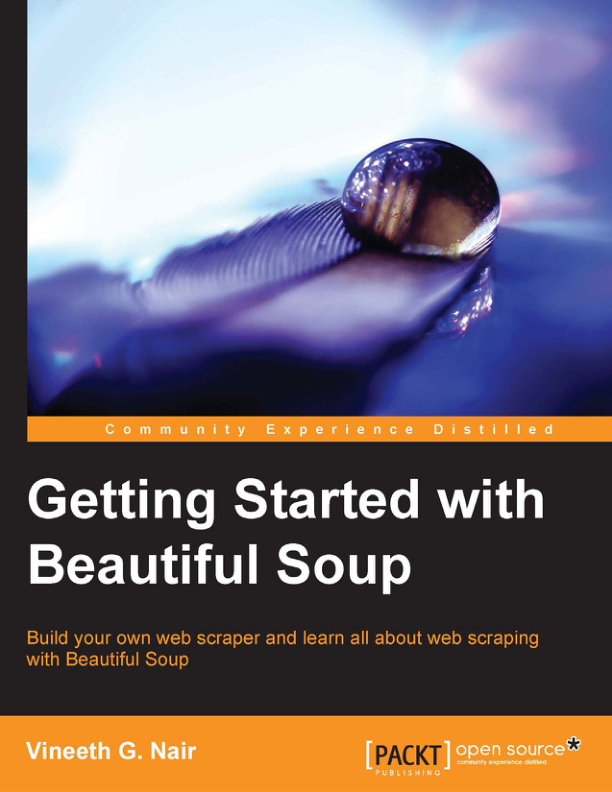 Community Experience Distilled
Getting Started with
Beautiful Soup
Build your own web scraper and learn all about web scraping
with Beautiful Soup
Vineeth G. Nair
[PACKT] open source*
PUBLISHING community experience distilled